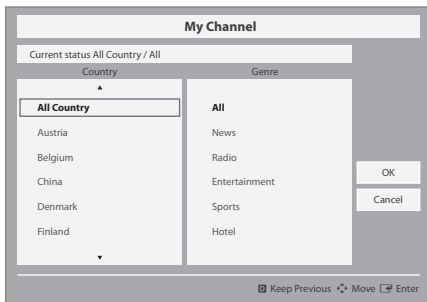 My Channel
Current status All Country / All
Country Genre
All Country All
Austria News
Belgium Radio
China Entertainment
Denmark Sports
Finland Hotel
OK
Cancel
D Keep Previous Move Enter